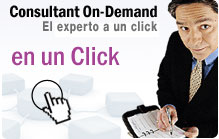 Consultant On-Demand
El experto a un click
en un Click